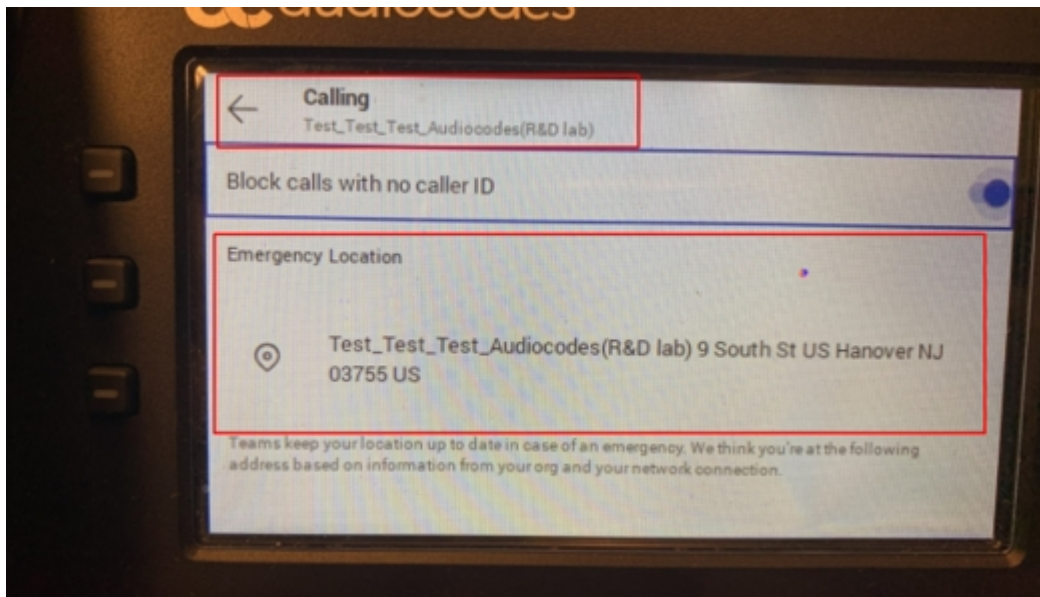 audiocodes
Calling
Test_Test_Test_Audiocodes(R&D lab)
Block calls with no caller ID
Emergency Location
Test_Test_Test_Audiocodes(R&D lab) 9 South St US Hanover NJ
03755 US
Teams keep your location up to date in case of an emergency. We think you're at the following
address based on information from your org and your network connection.